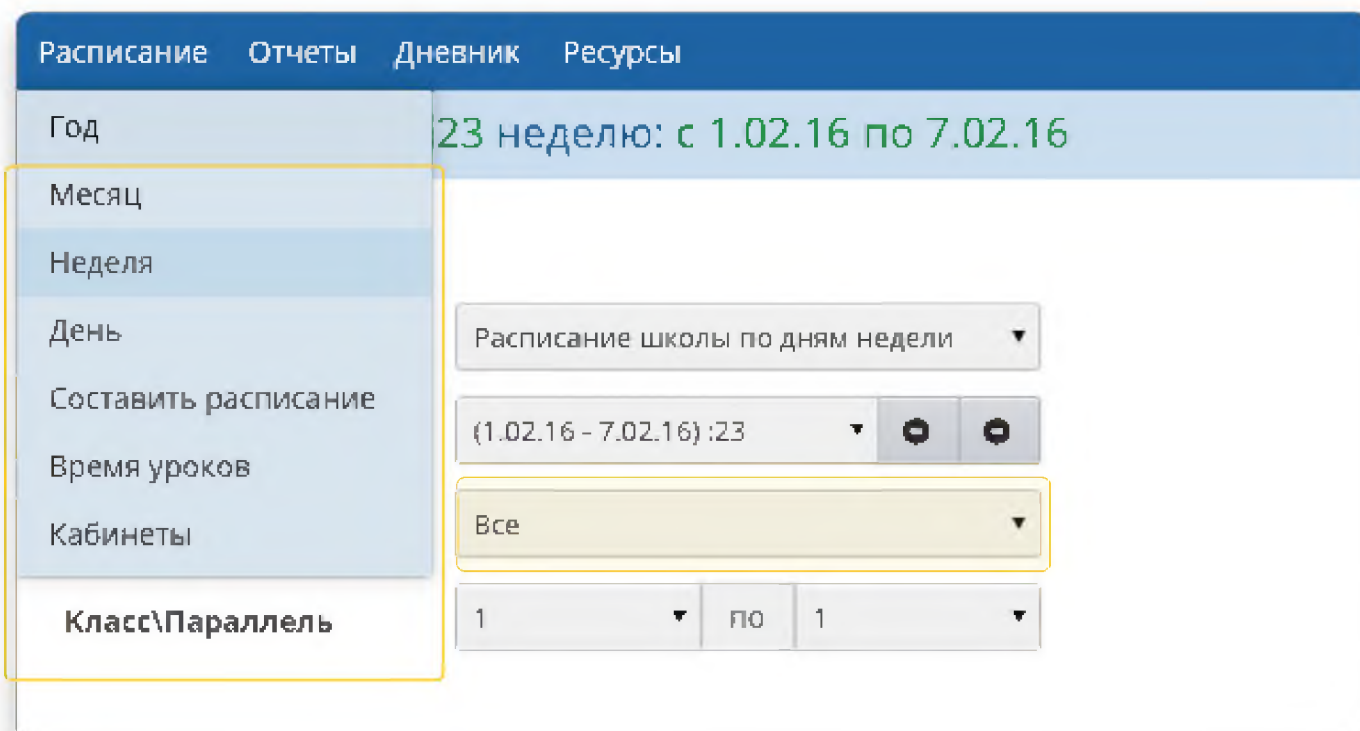 Расписание Отчеты Дневник Ресурсы
Год
23 неделю: с 1.02.16 по 7.02.16
Месяц
Неделя
День
Расписание школы по дням недели
Составить расписание
(1.02.16 - 7.02.16) :23
Время уроков
Все
Кабинеты
Класс\Параллель 1 по 1